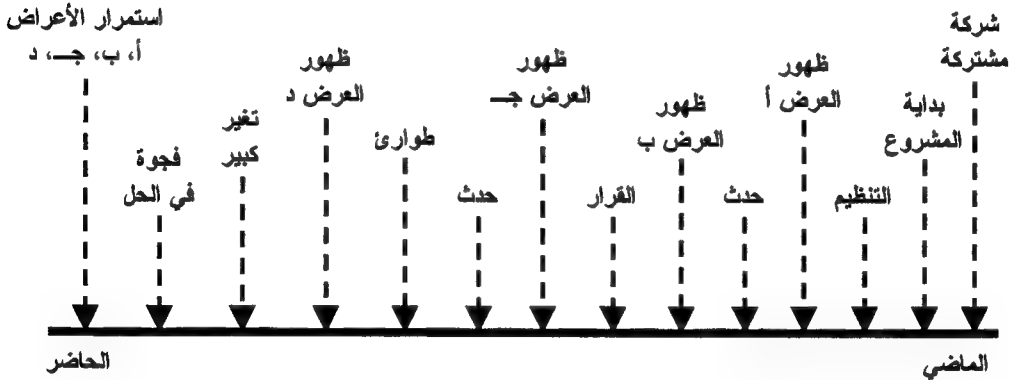 شركة
مشتركة
بداية
المشروع
التنظيم
ظهور
العرض أ
حدث
ظهور
العرض ب
القرار
ظهور
العرض جـ
حدث
طوارئ
ظهور
العرض د
تغير
كبير
فجوة
في الحل
استمرار الأعراض
أ، ب، جـ، د
الماضي
الحاضر